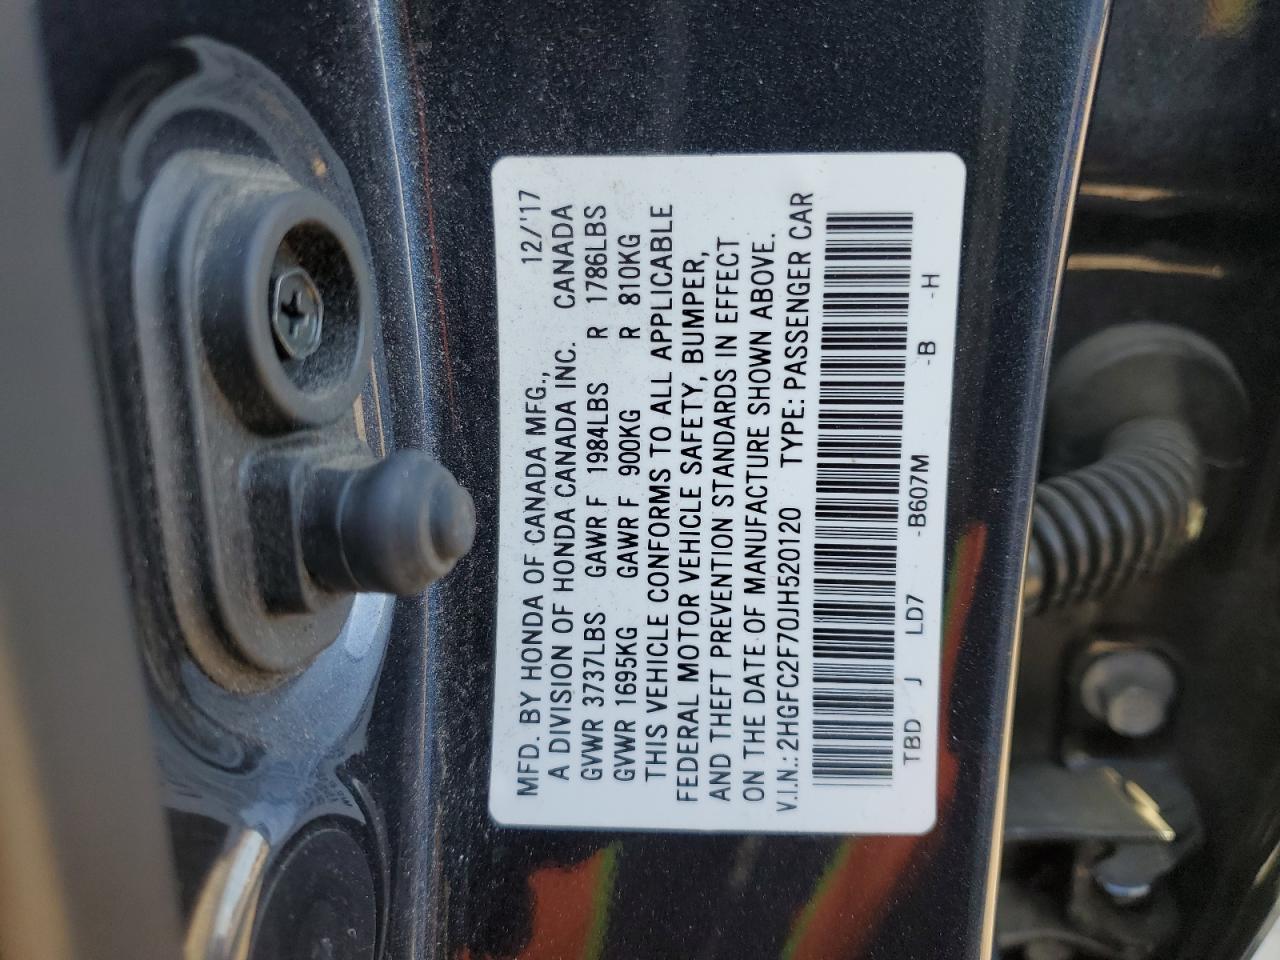 MFD. BY HONDA OF CANADA MFG., 12/'17
A DIVISION OF HONDA CANADA INC. CANADA
GVWR 3737LBS GAWR F 1984LBS R 1786LBS
GVWR 1695KG GAWR F 900KG R 810KG
THIS VEHICLE CONFORMS TO ALL APPLICABLE
FEDERAL MOTOR VEHICLE SAFETY, BUMPER,
AND THEFT PREVENTION STANDARDS IN EFFECT
ON THE DATE OF MANUFACTURE SHOWN ABOVE.
V.I.N.: 2HGFC2F70JH520120 TYPE: PASSENGER CAR
TBD J LD7 -B607M -B -H